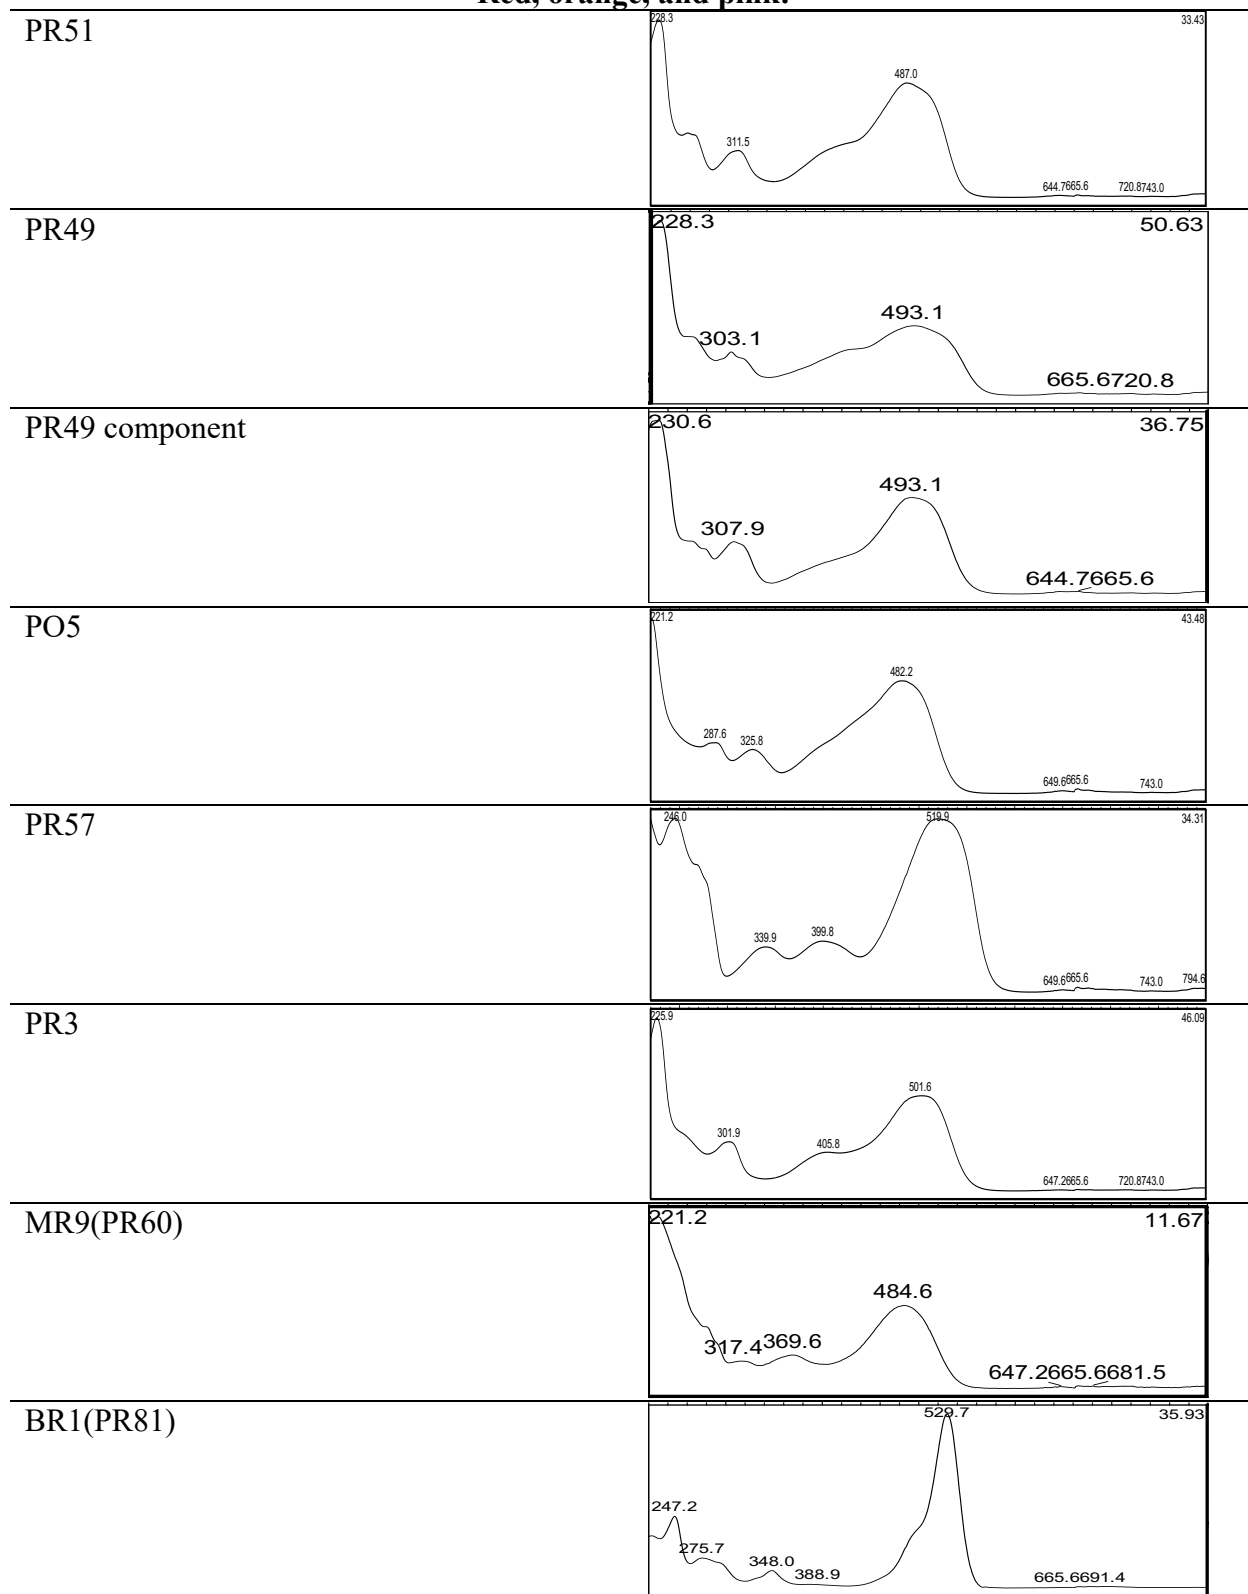 Red, orange, and pink.
PR51
228.3 33.43
487.0
311.5
644.7665.6 720.8743.0
PR49
228.3 50.63
493.1
303.1
665.6720.8
PR49 component
230.6 36.75
493.1
307.9
644.7665.6
PO5
221.2 43.48
482.2
287.6 325.8
649.6665.6 743.0
PR57
246.0 519.9 34.31
339.9 399.8
649.6665.6 743.0 794.6
PR3
225.9 46.09
501.6
301.9 405.8
647.2665.6 720.8743.0
MR9(PR60)
221.2 11.67
484.6
317.4369.6
647.2665.6681.5
BR1(PR81)
529.7 35.93
247.2
275.7 348.0 388.9
665.6691.4